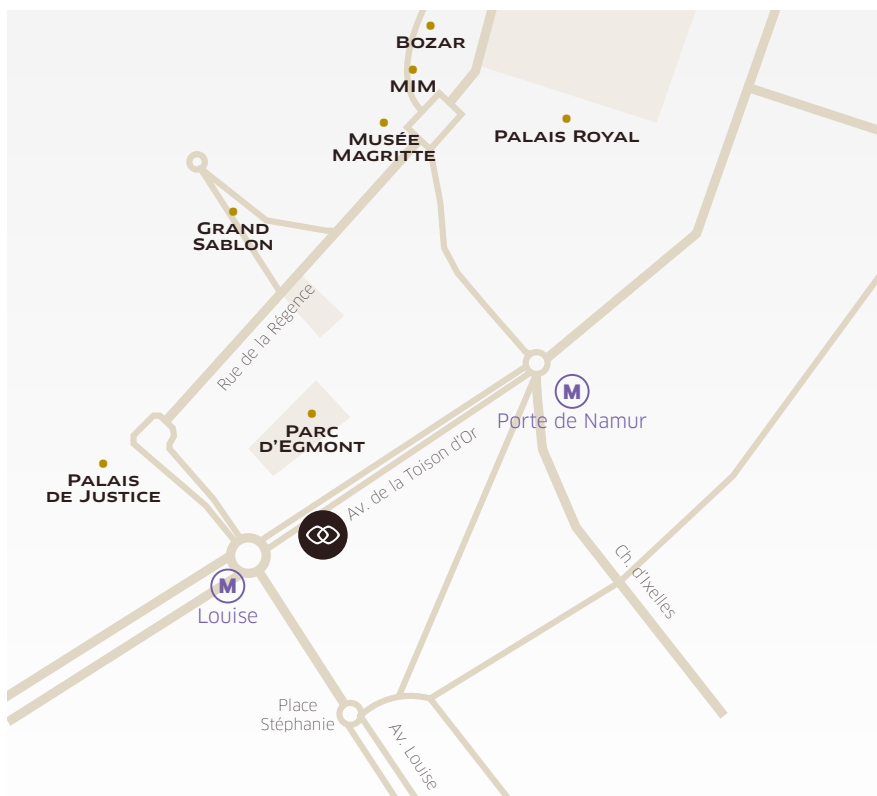 BOZAR
MIM
MUSÉE
MAGRITTE
PALAIS ROYAL
GRAND
SABLON
Rue de la Régence
M
Porte de Namur
PARC
D'EGMONT
Av. de la Toison d'Or
PALAIS
DE JUSTICE
M
Louise
Ch. d'Ixelles
Place
Stéphanie
Av. Louise